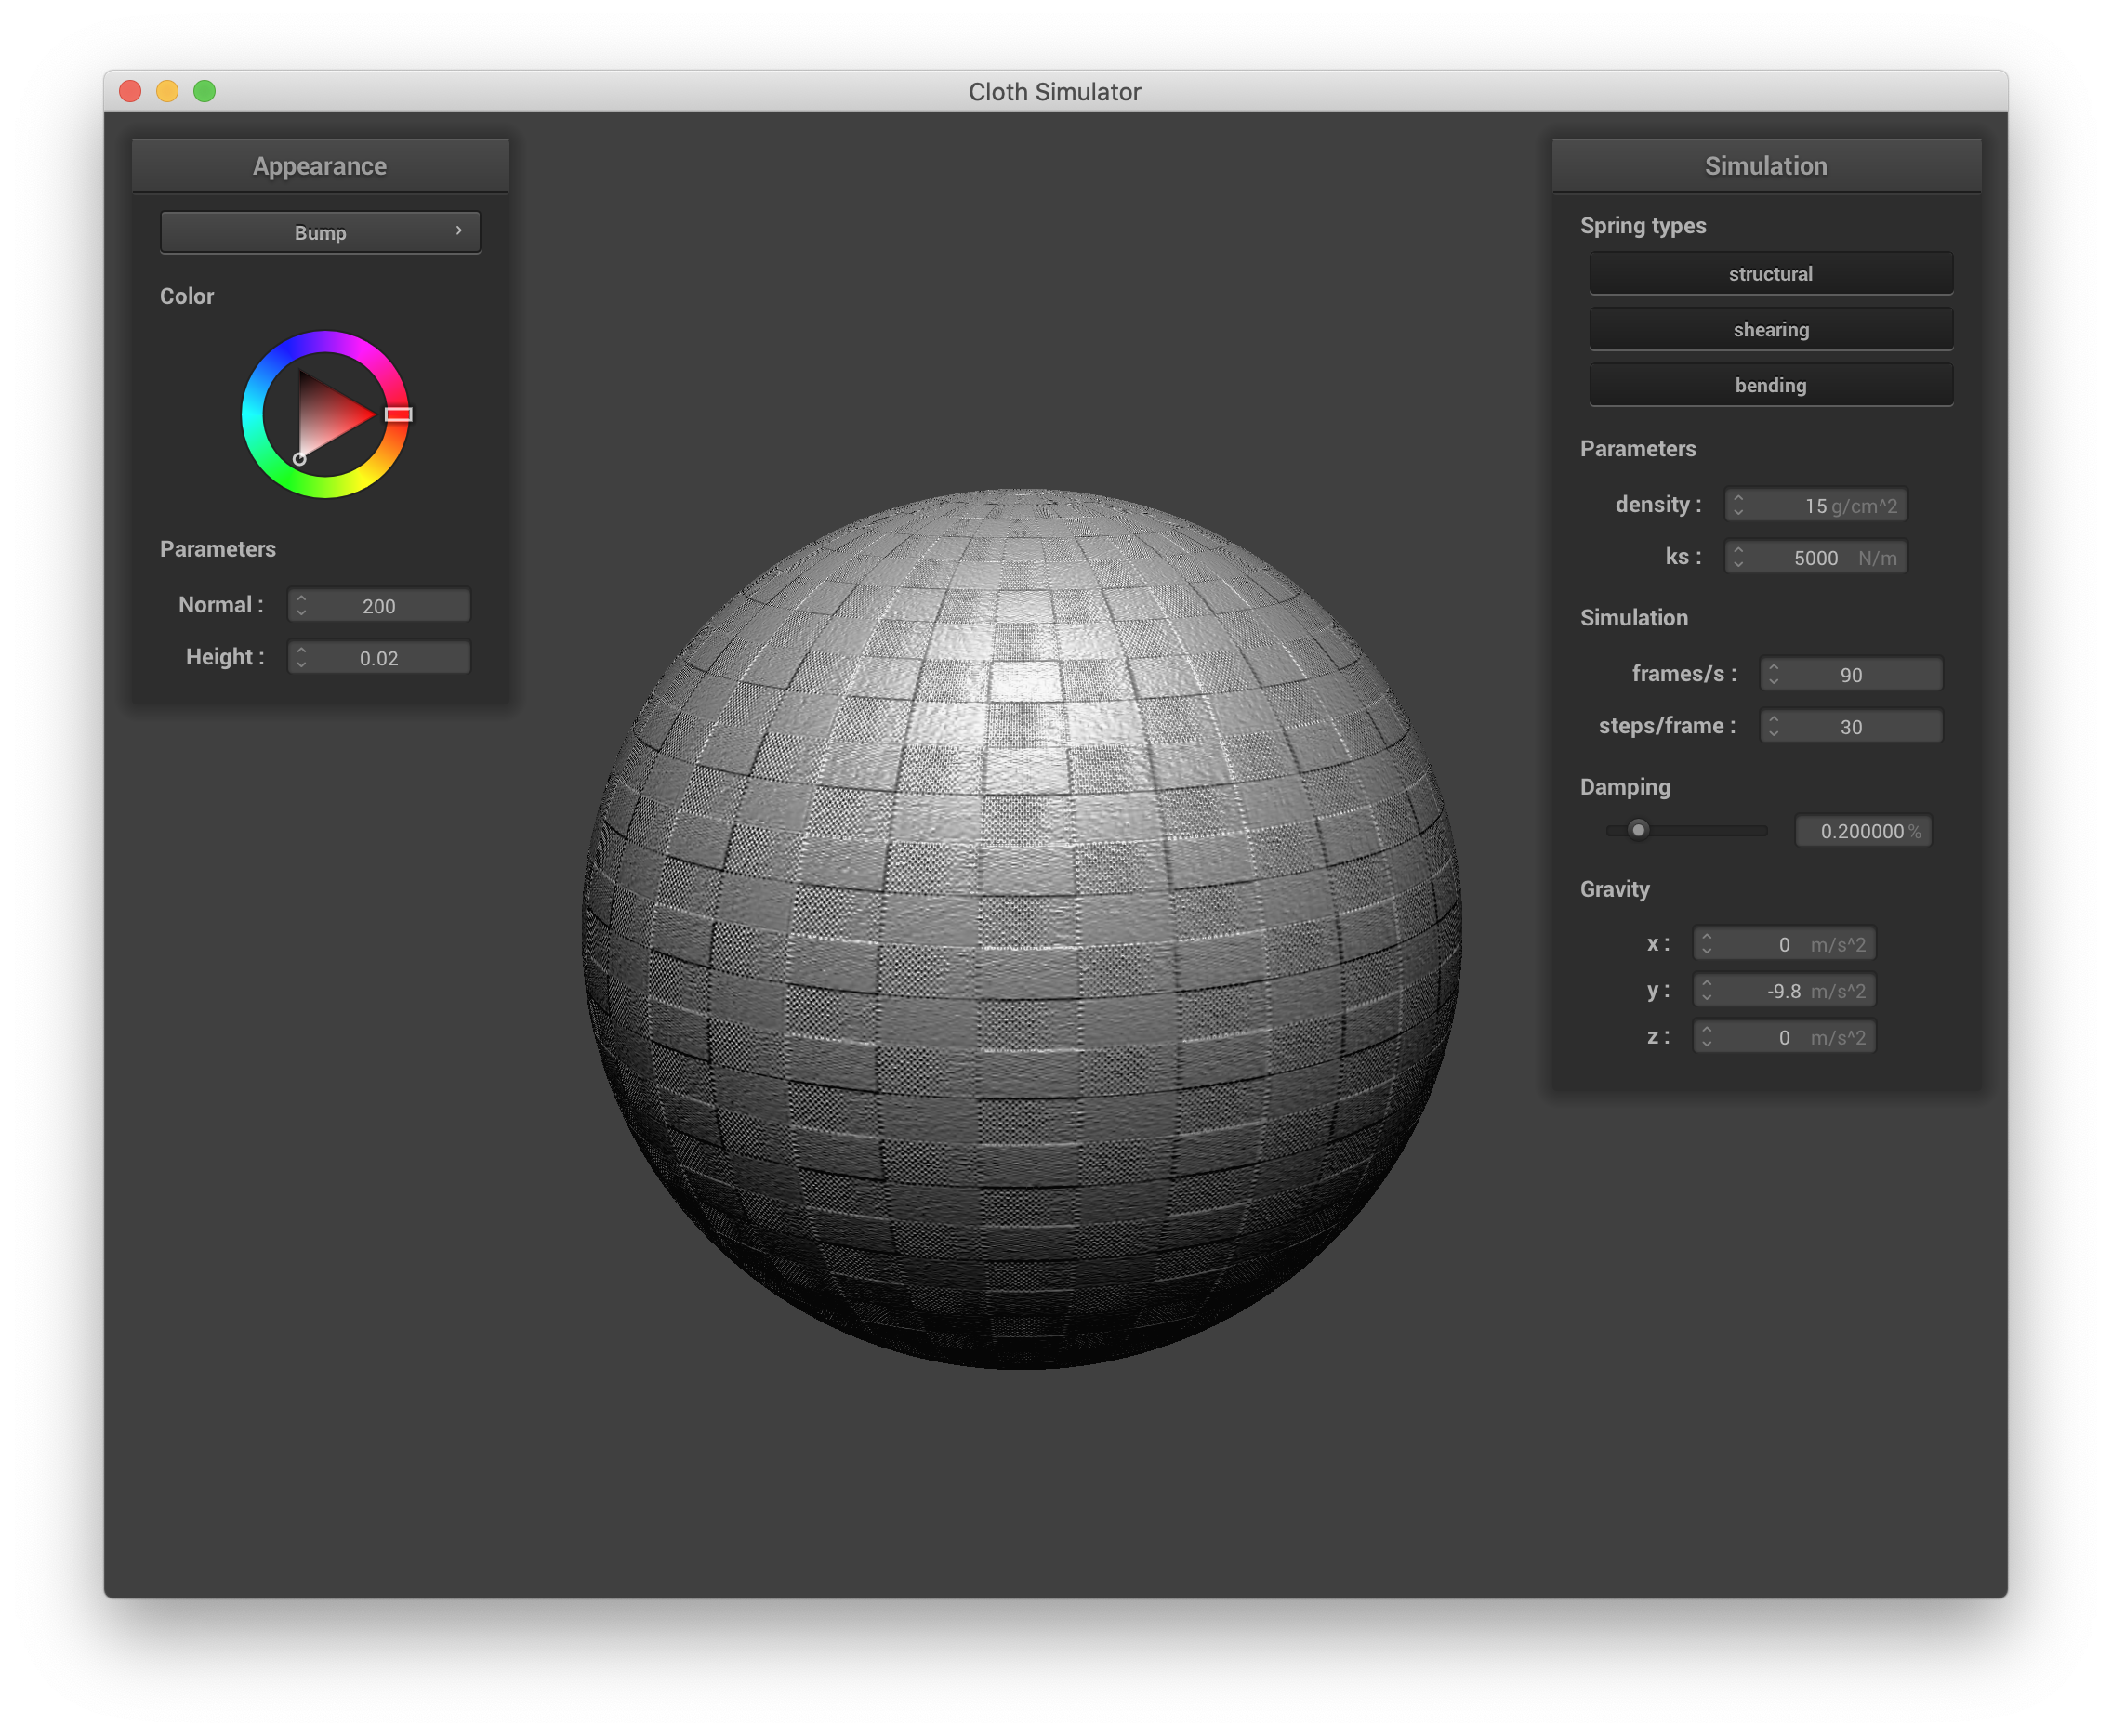 Cloth Simulator
Appearance
Bump
Color
Parameters
Normal : 200
Height : 0.02
Simulation
Spring types
structural
shearing
bending
Parameters
density : 15 g/cm^2
ks : 5000 N/m
Simulation
frames/s : 90
steps/frame : 30
Damping
0.200000 %
Gravity
x : 0 m/s^2
y : -9.8 m/s^2
z : 0 m/s^2